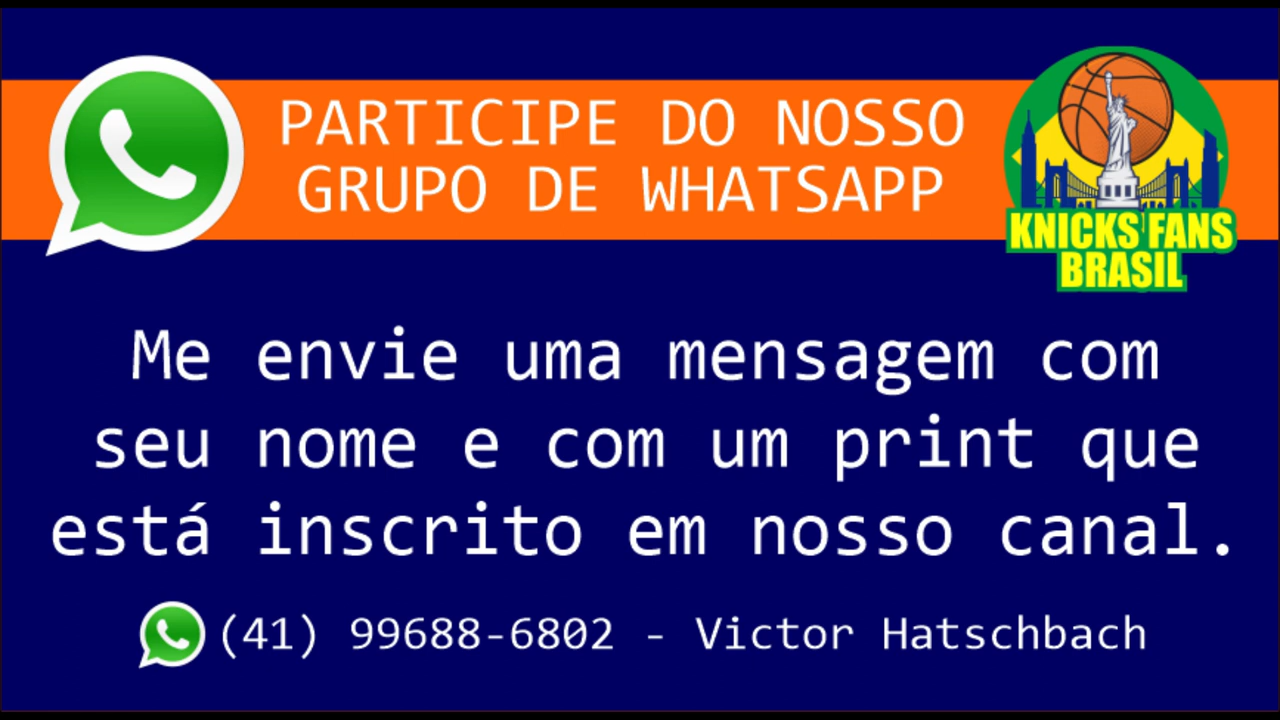 PARTICIPE DO NOSSO
GRUPO DE WHATSAPP
KNICKS FANS
BRASIL
Me envie uma mensagem com
seu nome e com um print que
está inscrito em nosso canal.
(41) 99688-6802 - Victor Hatschbach